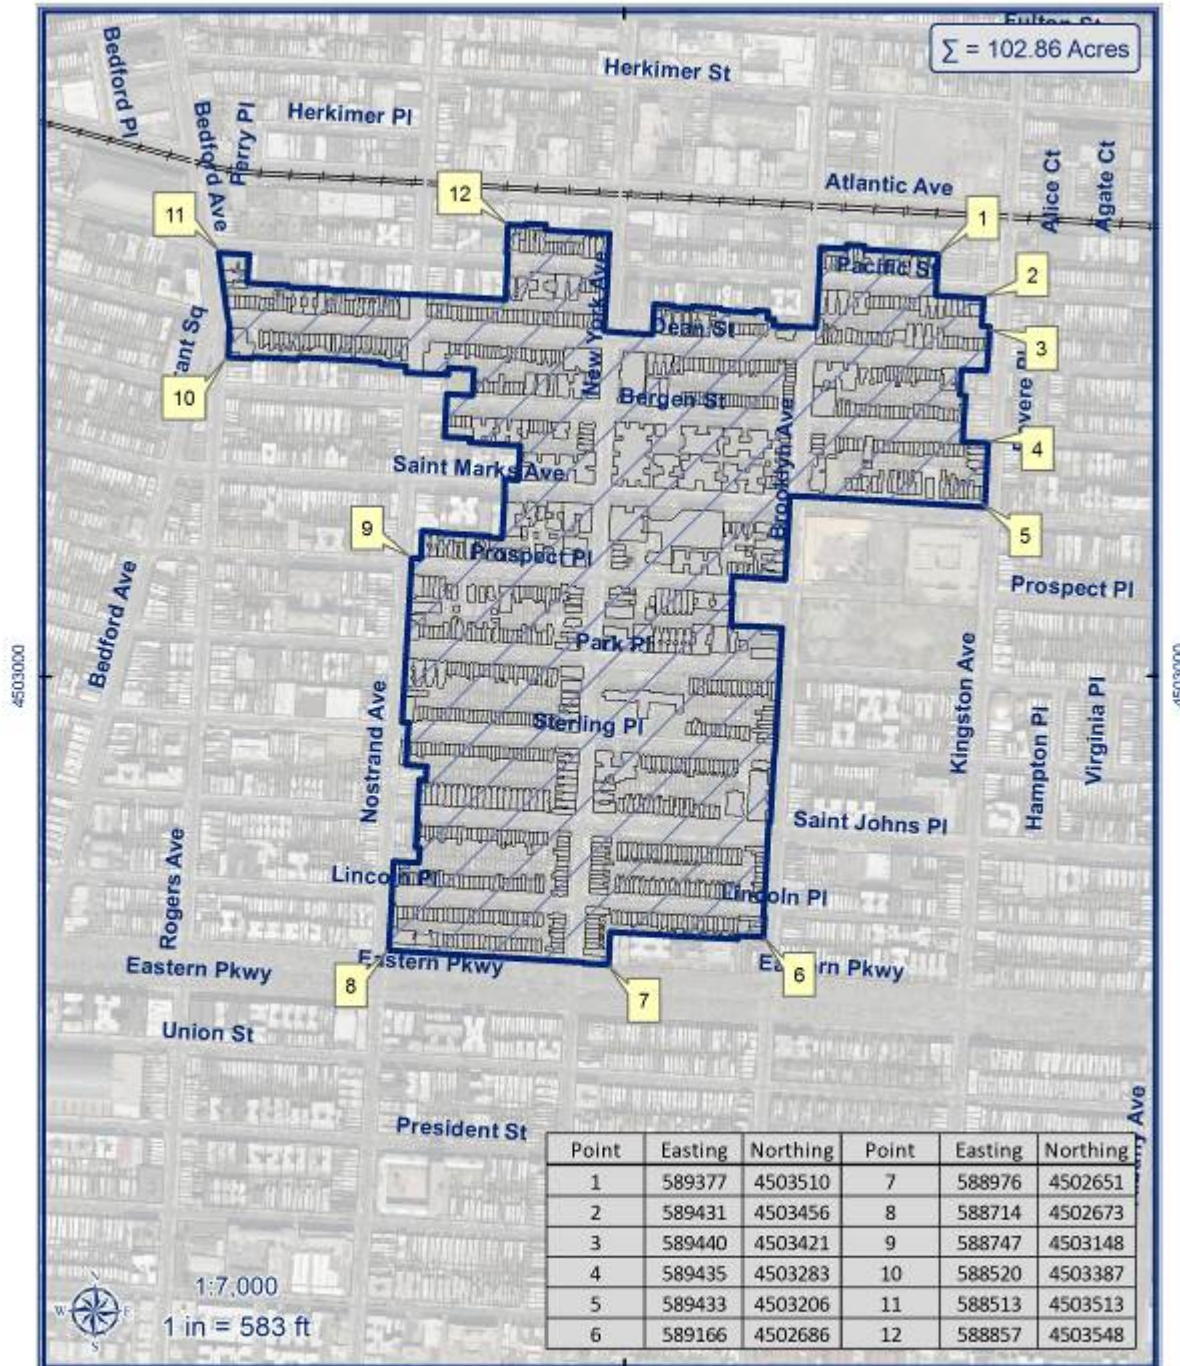 Fulton St
∑ = 102.86 Acres
Herkimer St
Bedford Pl
Bedford Ave
Perry Pl
Herkimer Pl
Atlantic Ave
Alice Ct
Agate Ct
12
11
1
Pacific St
2
New York Ave
Dean St
3
10
Bergen St
Brooklyn Ave
4
Saint Marks Ave
9
Prospect Pl
5
Prospect Pl
Bedford Ave
Park Pl
4503000
4503000
Nostrand Ave
Sterling Pl
Kingston Ave
Hampton Pl
Virginia Pl
Saint Johns Pl
Rogers Ave
Lincoln Pl
Lincoln Pl
Eastern Pkwy
Eastern Pkwy
Eastern Pkwy
8
7
6
Union St
President St
Point Easting Northing Point Easting Northing
1 589377 4503510 7 588976 4502651
2 589431 4503456 8 588714 4502673
3 589440 4503421 9 588747 4503148
4 589435 4503283 10 588520 4503387
5 589433 4503206 11 588513 4503513
6 589166 4502686 12 588857 4503548
N
W E
S
1:7,000
1 in = 583 ft